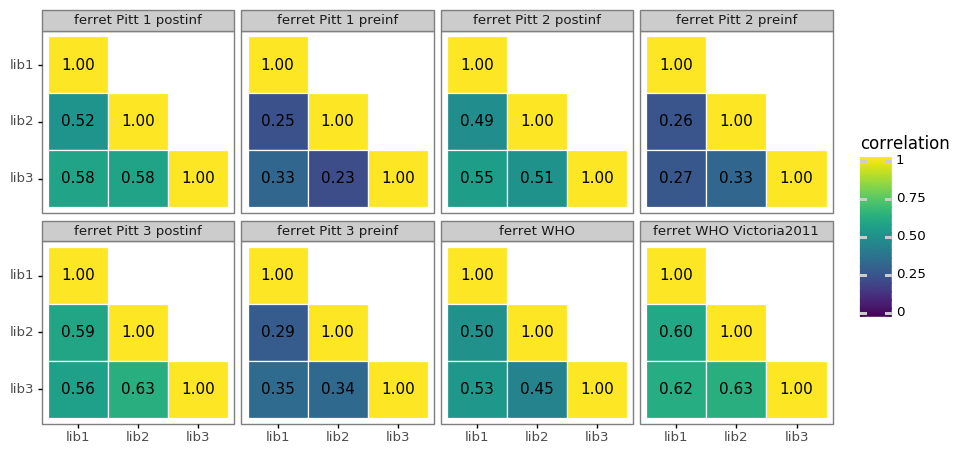 ferret Pitt 1 postinf ferret Pitt 1 preinf ferret Pitt 2 postinf ferret Pitt 2 preinf
lib1 1.00 1.00 1.00 1.00
lib2 0.52 1.00 0.25 1.00 0.49 1.00 0.26 1.00
lib3 0.58 0.58 1.00 0.33 0.23 1.00 0.55 0.51 1.00 0.27 0.33 1.00
ferret Pitt 3 postinf ferret Pitt 3 preinf ferret WHO ferret WHO Victoria2011
lib1 1.00 1.00 1.00 1.00
lib2 0.59 1.00 0.29 1.00 0.50 1.00 0.60 1.00
lib3 0.56 0.63 1.00 0.35 0.34 1.00 0.53 0.45 1.00 0.62 0.63 1.00
lib1 lib2 lib3 lib1 lib2 lib3 lib1 lib2 lib3 lib1 lib2 lib3
correlation
1
0.75
0.50
0.25
0